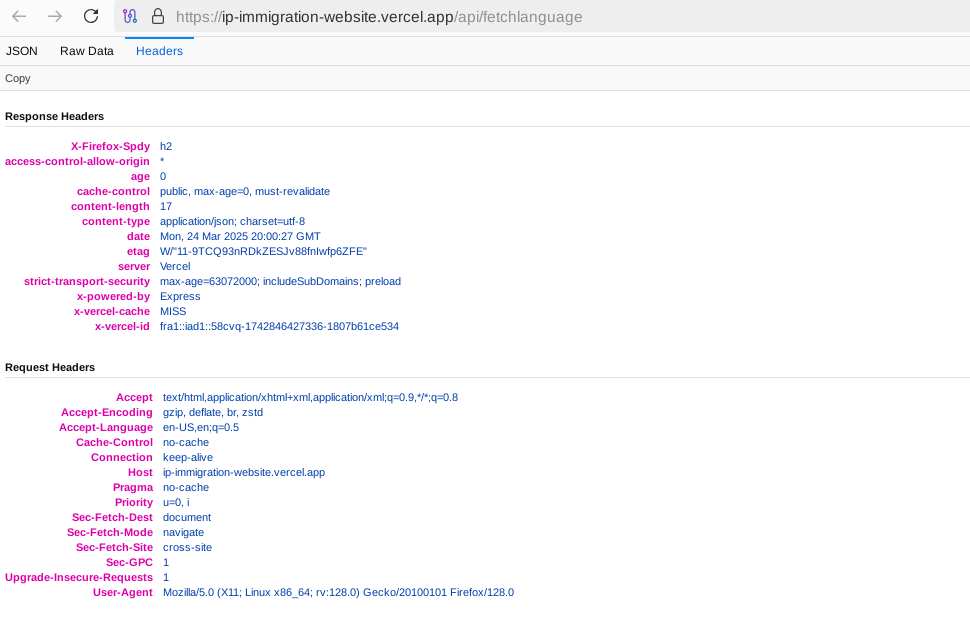 https://ip-immigration-website.vercel.app/api/fetchlanguage
JSON Raw Data Headers
Copy
Response Headers
X-Firefox-Spdy h2
access-control-allow-origin *
age 0
cache-control public, max-age=0, must-revalidate
content-length 17
content-type application/json; charset=utf-8
date Mon, 24 Mar 2025 20:00:27 GMT
etag W/"11-9TCQ93nRDkZESJv88fnIwfp6ZFE"
server Vercel
strict-transport-security max-age=63072000; includeSubDomains; preload
x-powered-by Express
x-vercel-cache MISS
x-vercel-id fra1::iad1::58cvq-1742846427336-1807b61ce534
Request Headers
Accept text/html,application/xhtml+xml,application/xml;q=0.9,*/*;q=0.8
Accept-Encoding gzip, deflate, br, zstd
Accept-Language en-US,en;q=0.5
Cache-Control no-cache
Connection keep-alive
Host ip-immigration-website.vercel.app
Pragma no-cache
Priority u=0, i
Sec-Fetch-Dest document
Sec-Fetch-Mode navigate
Sec-Fetch-Site cross-site
Sec-GPC 1
Upgrade-Insecure-Requests 1
User-Agent Mozilla/5.0 (X11; Linux x86_64; rv:128.0) Gecko/20100101 Firefox/128.0